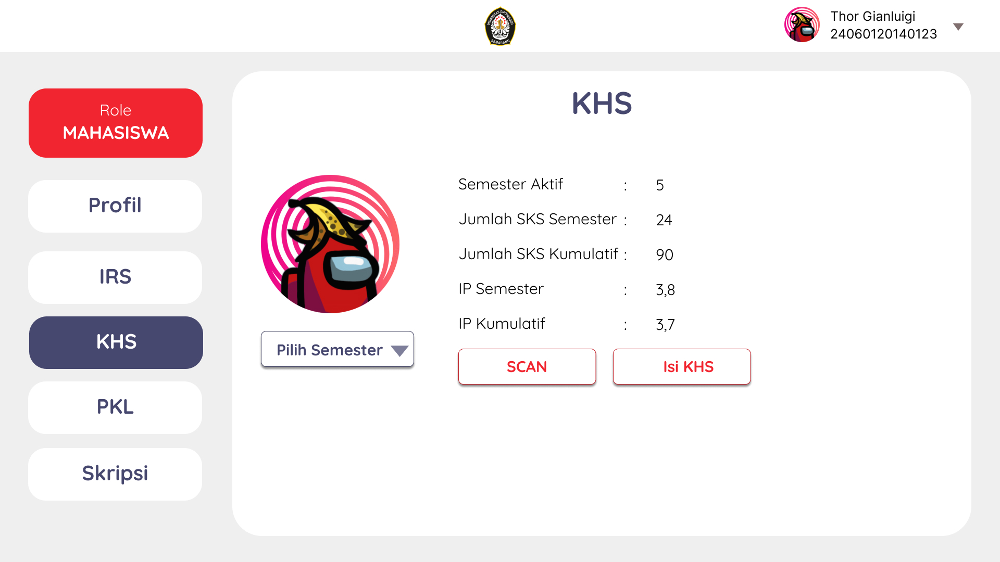 UNIVERSITAS DIPONEGORO
SEMARANG
Thor Gianluigi
24060120140123
Role
MAHASISWA
Profil
IRS
KHS
PKL
Skripsi
KHS
Pilih Semester
Semester Aktif : 5
Jumlah SKS Semester : 24
Jumlah SKS Kumulatif : 90
IP Semester : 3,8
IP Kumulatif : 3,7
SCAN
Isi KHS